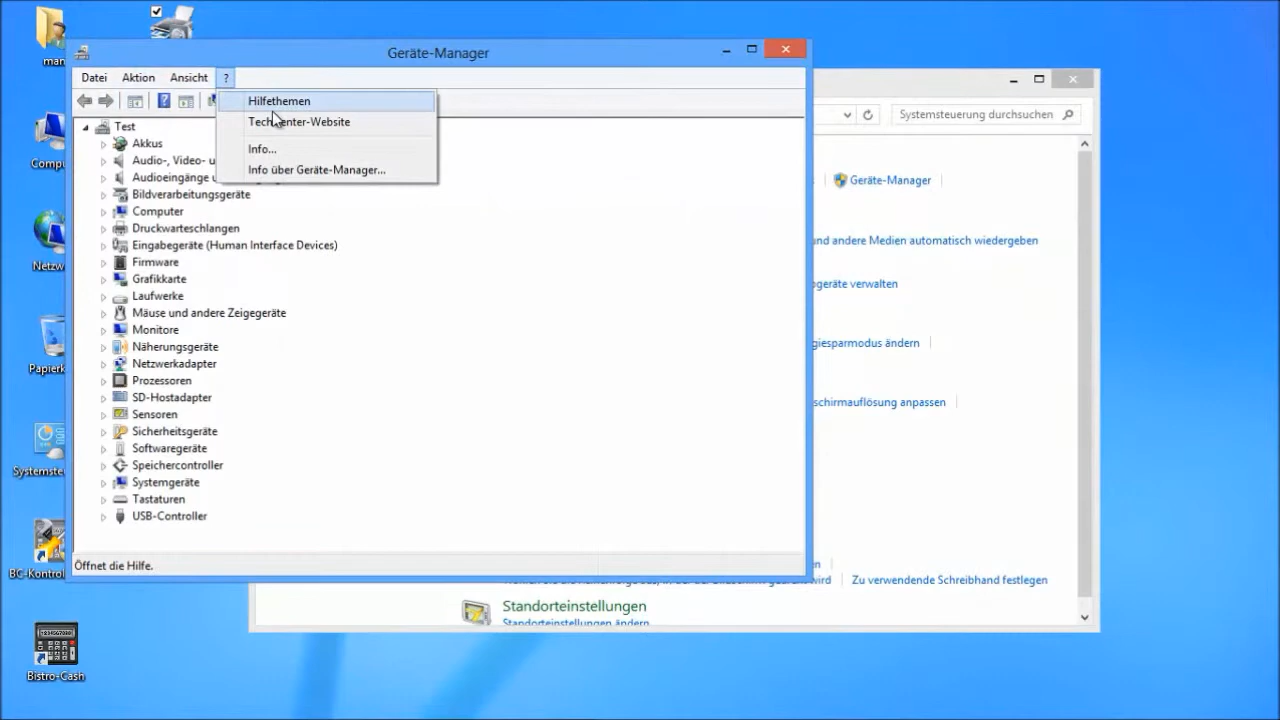 man
Compu
Netzw
Papierk
Systemste
BC-Kontrol
Bistro-Cash
Geräte-Manager
Datei Aktion Ansicht ?
Hilfethemen
TechCenter-Website
Info...
Info über Geräte-Manager...
Test
Akkus
Audio-, Video- u
Audioeingänge u
Bildverarbeitungsgeräte
Computer
Druckwarteschlangen
Eingabegeräte (Human Interface Devices)
Firmware
Grafikkarte
Laufwerke
Mäuse und andere Zeigegeräte
Monitore
Näherungsgeräte
Netzwerkadapter
Prozessoren
SD-Hostadapter
Sensoren
Sicherheitsgeräte
Softwaregeräte
Speichercontroller
Systemgeräte
Tastaturen
USB-Controller
Öffnet die Hilfe.
Systemsteuerung durchsuchen
Geräte-Manager
und andere Medien automatisch wiedergeben
ogeräte verwalten
giesparmodus ändern
schirmauflösung anpassen
wird Zu verwendende Schreibhand festlegen
Standorteinstellungen
Standorteinstellungen ändern